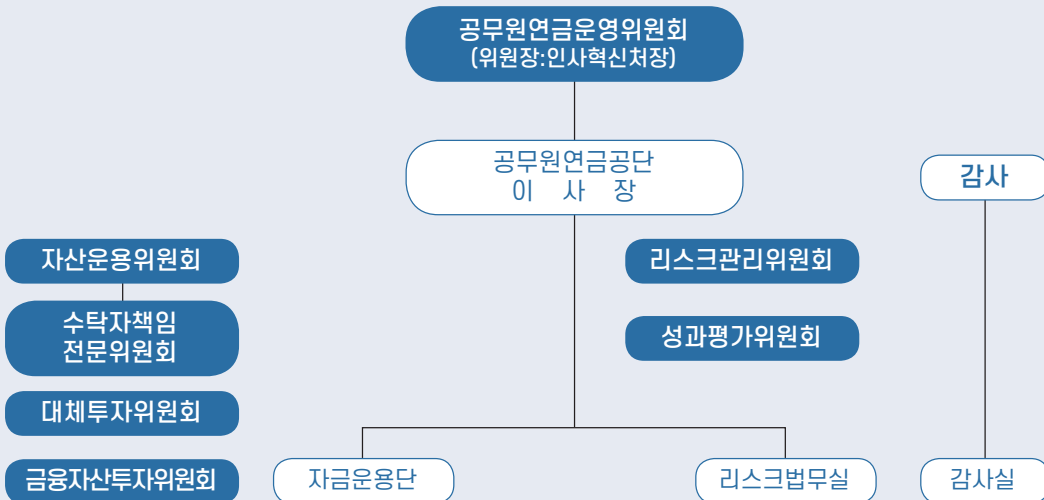 공무원연금운영위원회
(위원장:인사혁신처장)
공무원연금공단
이 사 장
감사
자산운용위원회
리스크관리위원회
수탁자책임
전문위원회
성과평가위원회
대체투자위원회
금융자산투자위원회
자금운용단
리스크법무실
감사실